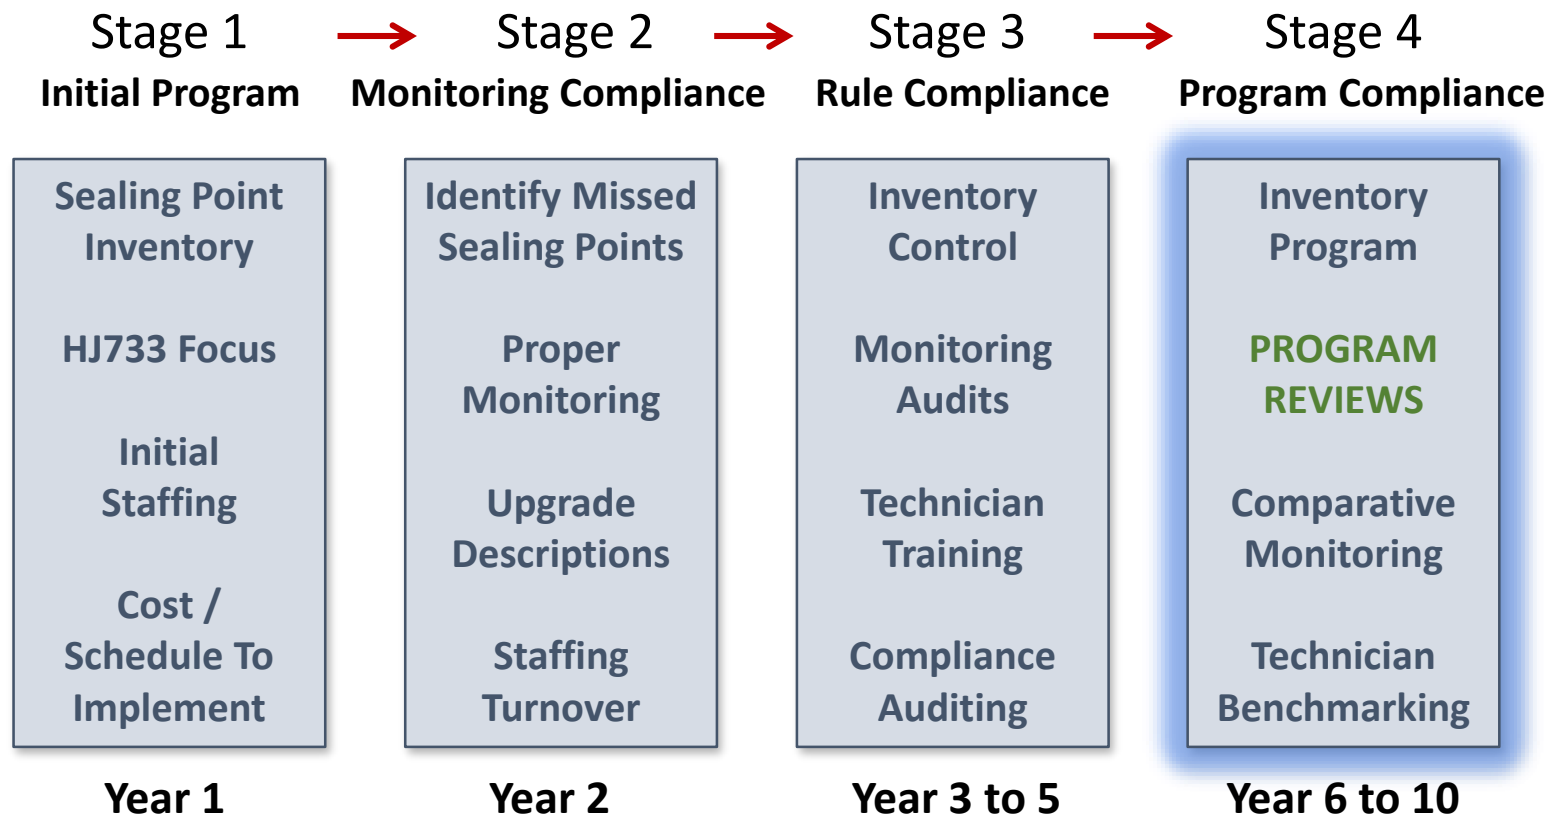 Stage 1
Stage 2
Stage 3
Stage 4
Initial Program
Monitoring Compliance
Rule Compliance
Program Compliance
Sealing Point
Inventory
HJ733 Focus
Initial
Staffing
Cost /
Schedule To
Implement
Identify Missed
Sealing Points
Proper
Monitoring
Upgrade
Descriptions
Staffing
Turnover
Inventory
Control
Monitoring
Audits
Technician
Training
Compliance
Auditing
Inventory
Program
PROGRAM
REVIEWS
Comparative
Monitoring
Technician
Benchmarking
Year 1
Year 2
Year 3 to 5
Year 6 to 10